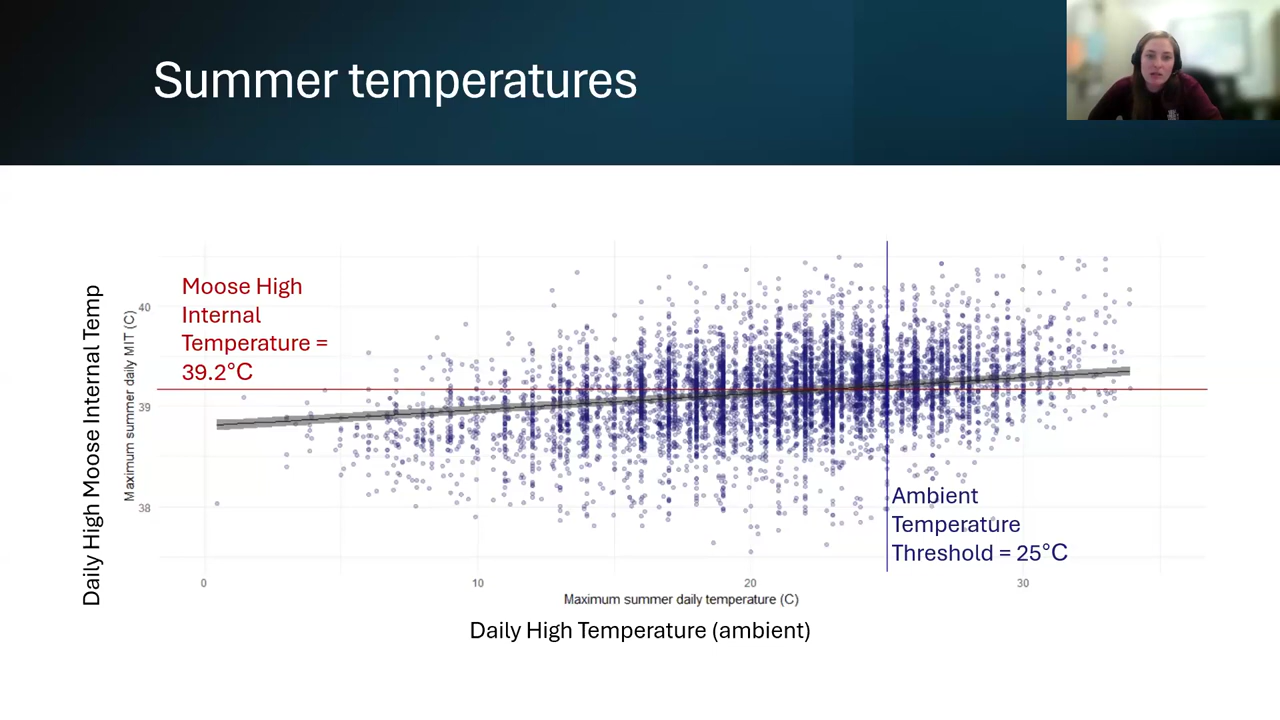 Summer temperatures
Moose High
Internal
Temperature =
39.2°C
Daily High Moose Internal Temp
Maximum summer daily MIT (C)
40
39
38
Ambient
Temperature
Threshold = 25°C
0
10
20
30
Maximum summer daily temperature (C)
Daily High Temperature (ambient)